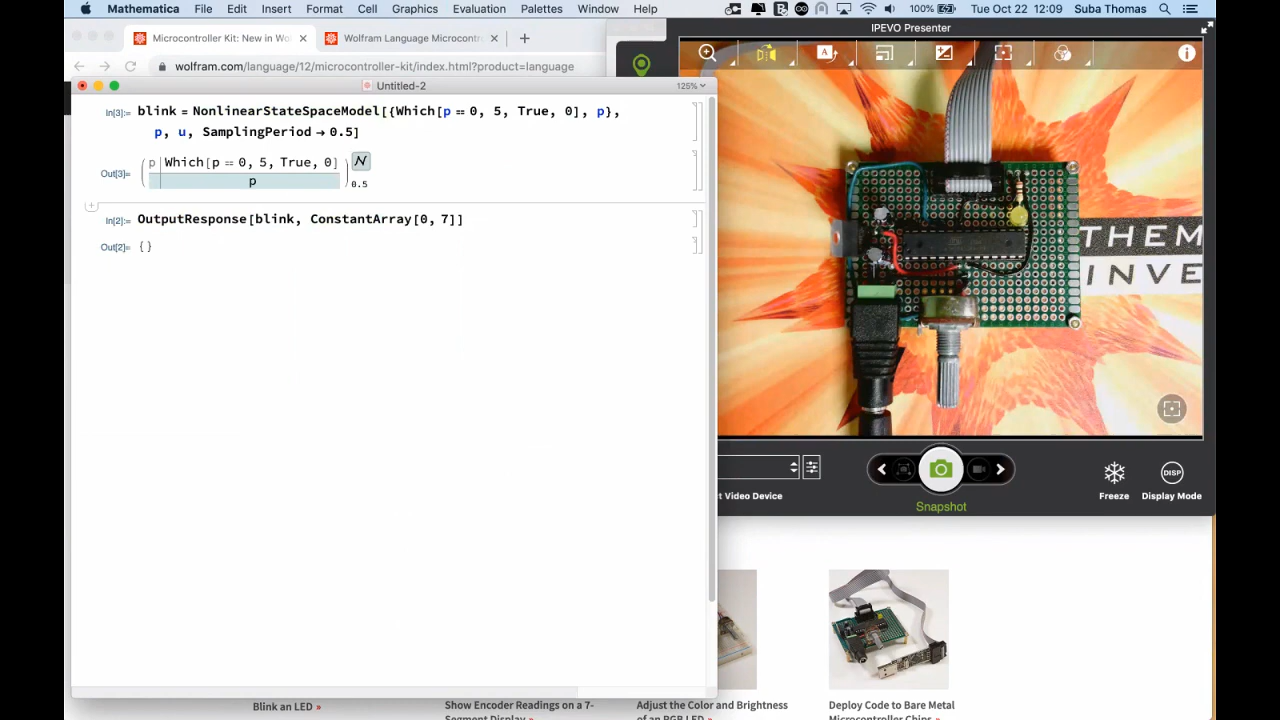 Mathematica File Edit Insert Format Cell Graphics Evaluation Palettes Window Help 100% Tue Oct 22 12:09 Suba Thomas
Microcontroller Kit: New in Wo
Wolfram Language Microcontr
wolfram.com/language/12/microcontroller-kit/index.html?product=language
IPEVO Presenter
Untitled-2
125%
In[3]:= blink = NonlinearStateSpaceModel[{Which[p == 0, 5, True, 0], p},
p, u, SamplingPeriod → 0.5]
Out[3]= p Which[p == 0, 5, True, 0] 𝒩
p
0.5
In[2]:= OutputResponse[blink, ConstantArray[0, 7]]
Out[2]= { }
THEM
INVE
t Video Device
Snapshot
Freeze
DISP
Display Mode
Blink an LED »
Show Encoder Readings on a 7-
Segment Display »
Adjust the Color and Brightness
of an RGB LED »
Deploy Code to Bare Metal
Microcontroller Chips »